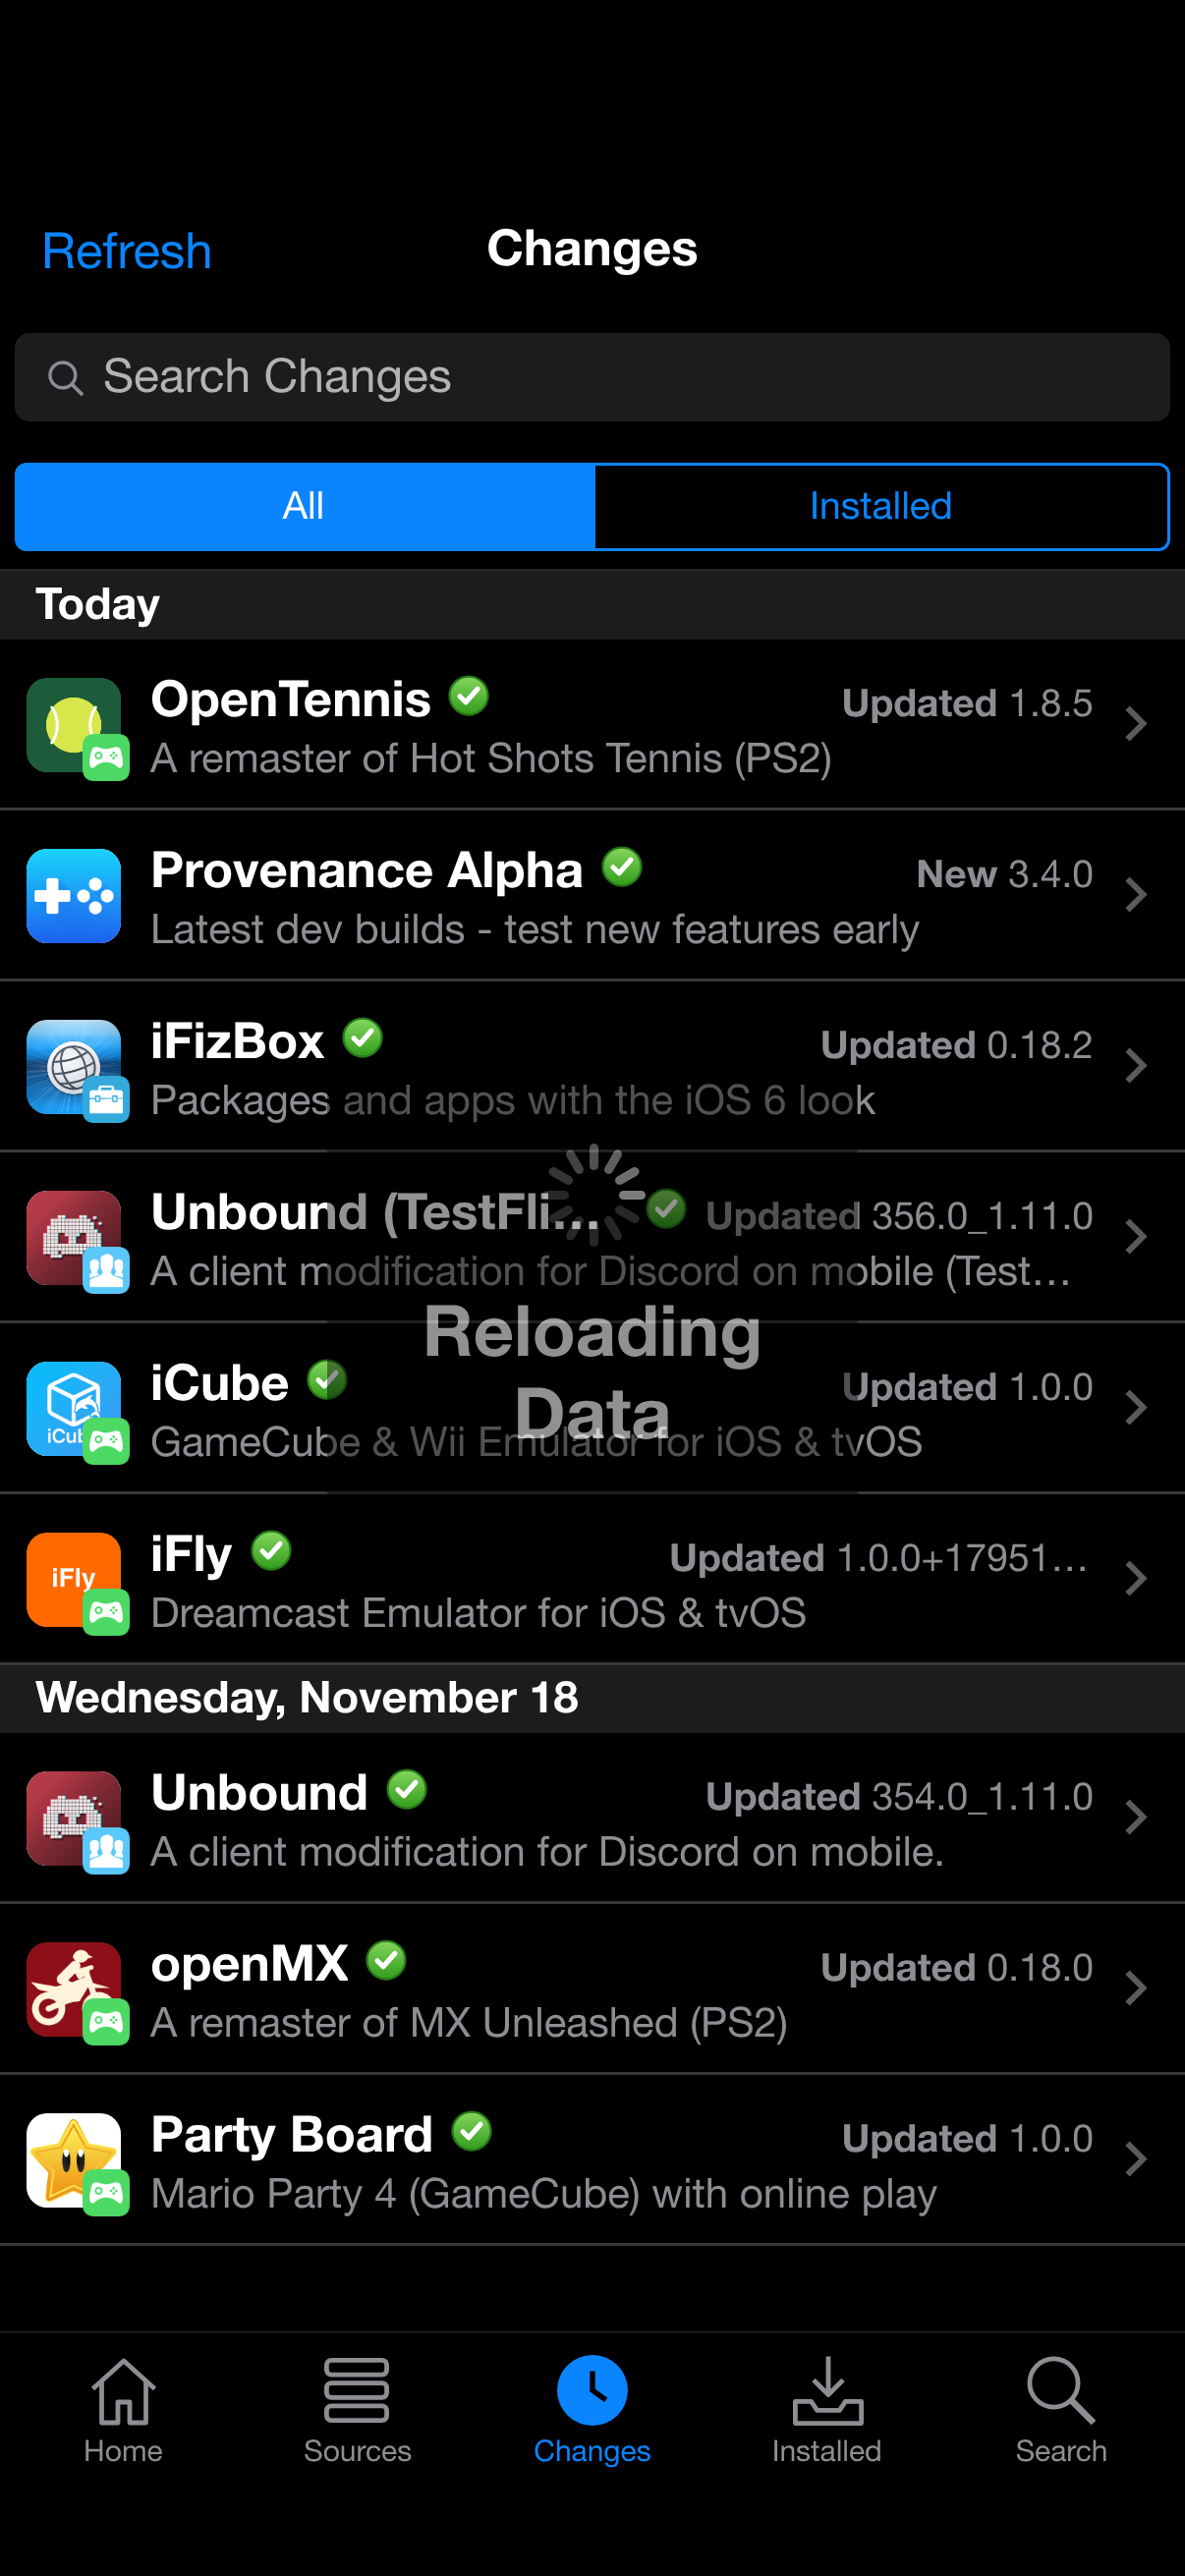 Refresh
Changes
Search Changes
All
Installed
Today
OpenTennis
Updated 1.8.5
A remaster of Hot Shots Tennis (PS2)
Provenance Alpha
New 3.4.0
Latest dev builds - test new features early
iFizBox
Updated 0.18.2
Packages and apps with the iOS 6 look
Unbound (TestFli...
Updated 356.0_1.11.0
A client modification for Discord on mobile (Test...
Reloading
Data
iCube
Updated 1.0.0
GameCube & Wii Emulator for iOS & tvOS
iFly
iFly
Updated 1.0.0+17951...
Dreamcast Emulator for iOS & tvOS
Wednesday, November 18
Unbound
Updated 354.0_1.11.0
A client modification for Discord on mobile.
openMX
Updated 0.18.0
A remaster of MX Unleashed (PS2)
Party Board
Updated 1.0.0
Mario Party 4 (GameCube) with online play
Home
Sources
Changes
Installed
Search